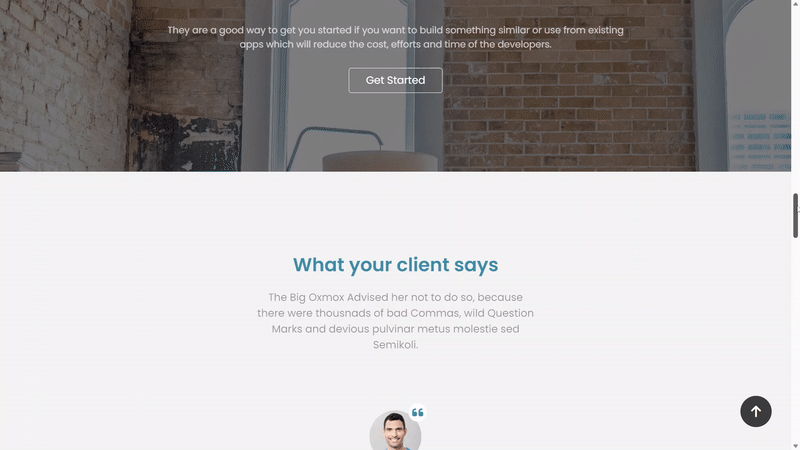 They are a good way to get you started if you want to build something similar or use from existing
apps which will reduce the cost, efforts and time of the developers.
Get Started
What your client says
The Big Oxmox Advised her not to do so, because
there were thousnads of bad Commas, wild Question
Marks and devious pulvinar metus molestie sed
Semikoli.